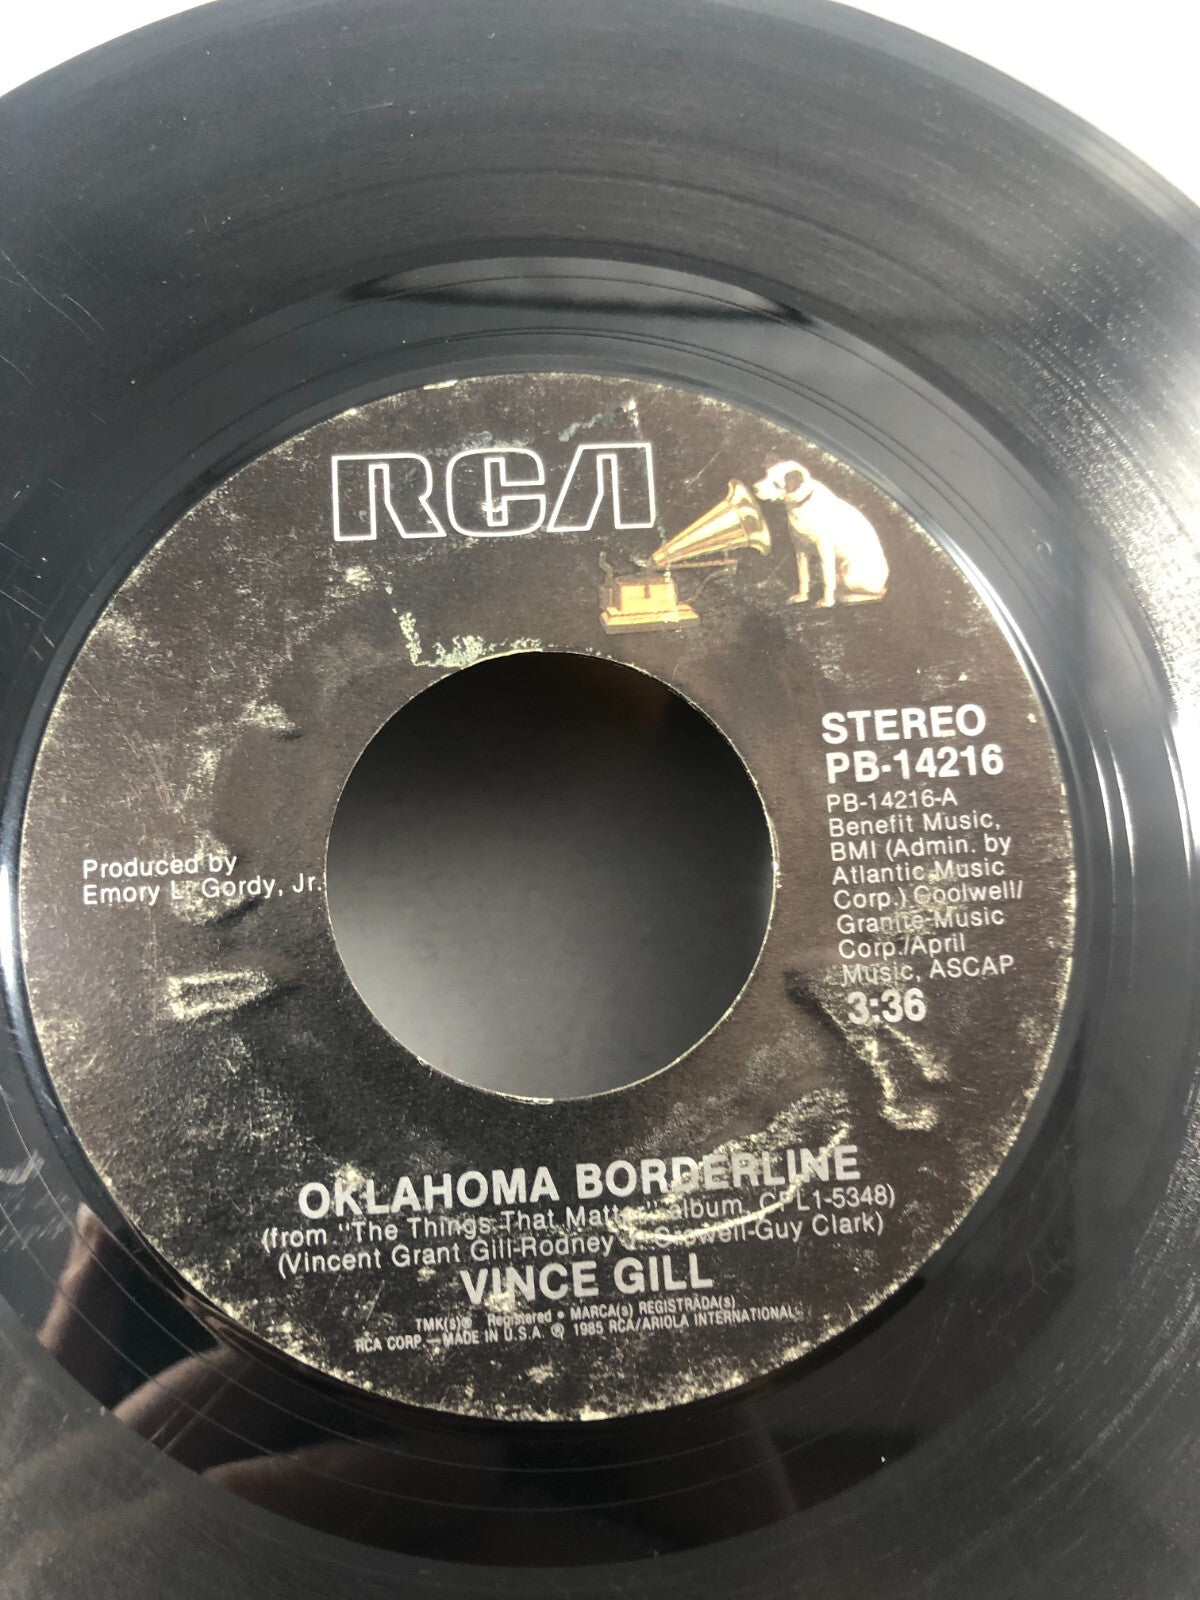 RCA
STEREO
PB-14216
PB-14216-A
Benefit Music,
BMI (Admin. by
Atlantic Music
Corp.) Coolwell/
Granite Music
Corp./April
Music, ASCAP
3:36
Produced by
Emory L. Gordy, Jr.
OKLAHOMA BORDERLINE
(from "The Things That Matter" album, CPL1-5348)
(Vincent Grant Gill-Rodney J. Crowell-Guy Clark)
VINCE GILL
TMK(s)® Registered • MARCA(s) REGISTRADA(s)
RCA CORP.—MADE IN U.S.A. ℗ 1985 RCA/ARIOLA INTERNATIONAL